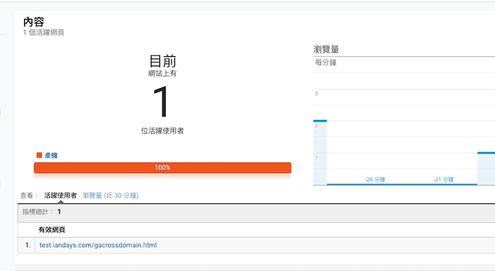 內容
1 個活躍網頁
目前
網站上有
1
位活躍使用者
桌機
100%
瀏覽量
每分鐘
3
2
1
-26 分鐘
-21 分鐘
查看：
活躍使用者
瀏覽量 (近 30 分鐘)
指標總計： 1
有效網頁
1. test.iandays.com/gacrossdomain.html